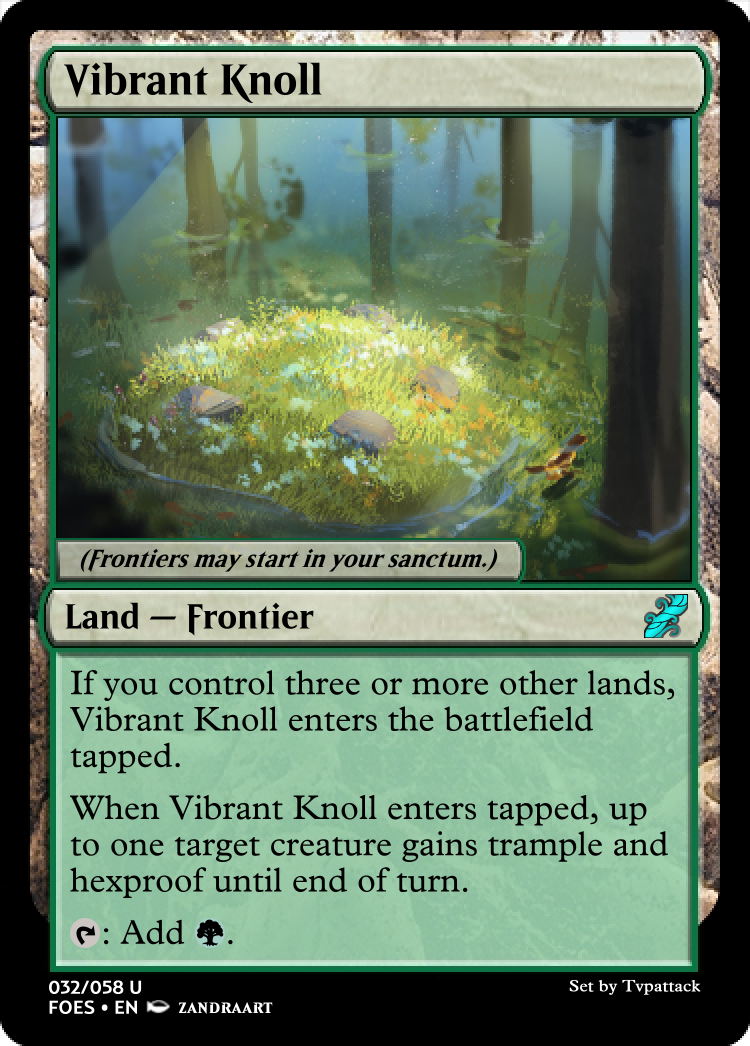 Vibrant Knoll
(Frontiers may start in your sanctum.)
Land — Frontier
If you control three or more other lands,
Vibrant Knoll enters the battlefield
tapped.
When Vibrant Knoll enters tapped, up
to one target creature gains trample and
hexproof until end of turn.
: Add .
032/058 U
Set by Tvpattack
FOES • EN ZANDRAART